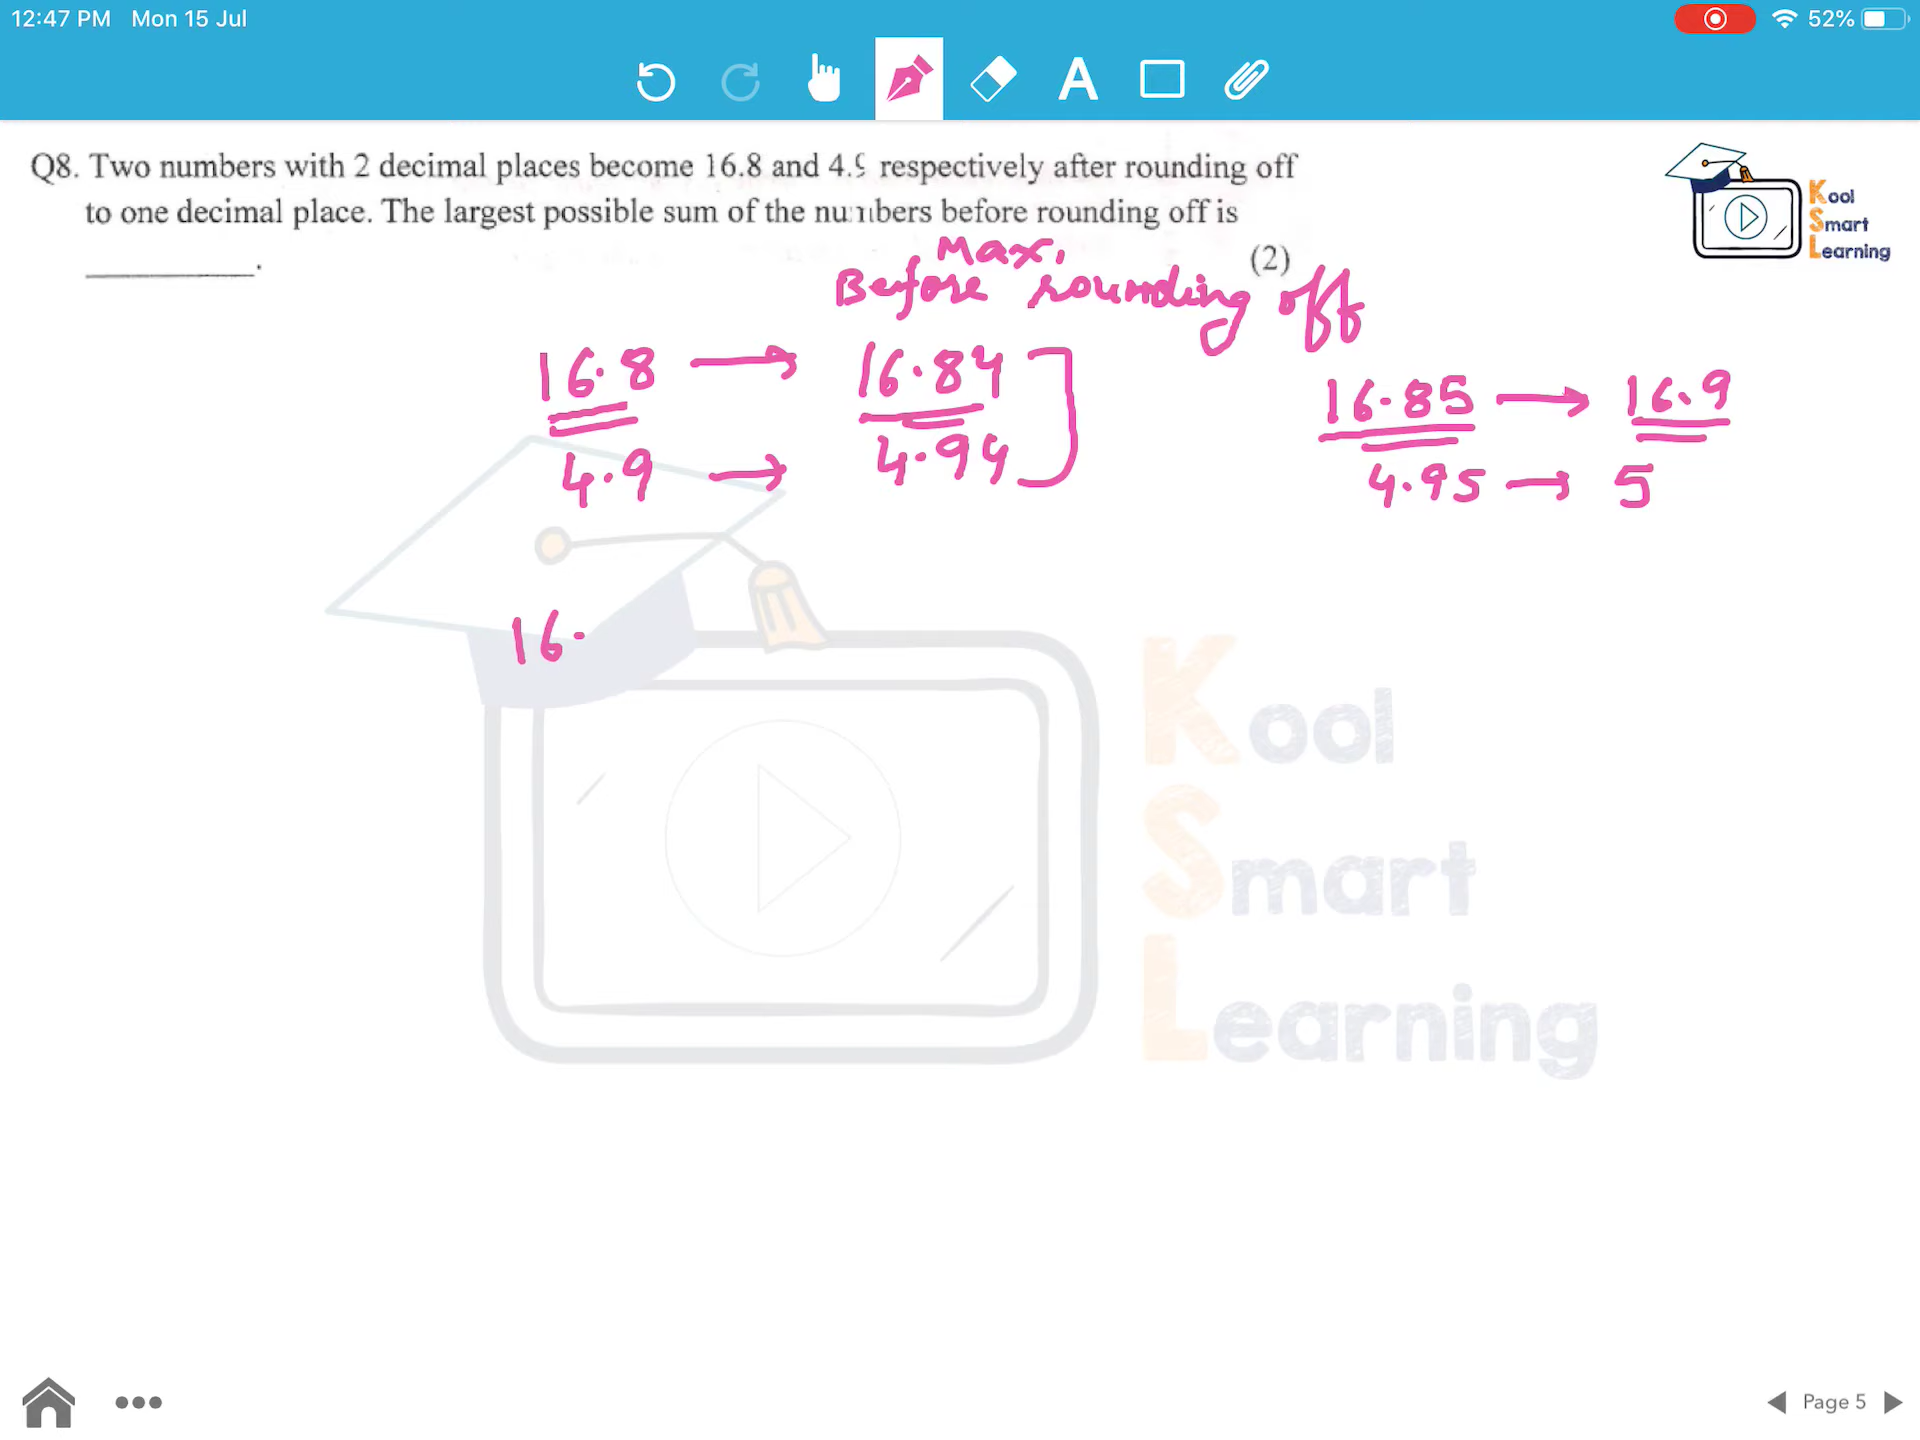 12:47 PM Mon 15 Jul
52%
A
Q8. Two numbers with 2 decimal places become 16.8 and 4.9 respectively after rounding off
to one decimal place. The largest possible sum of the numbers before rounding off is
____________.
(2)
Kool
Smart
Learning
Max.
Before rounding off
16.8 → 16.84
4.9 → 4.94
16.85 → 16.9
4.95 → 5
16.
Kool
Smart
Learning
Page 5